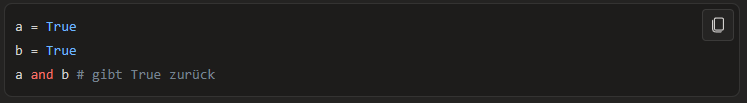 a = True
b = True
a and b # gibt True zurück